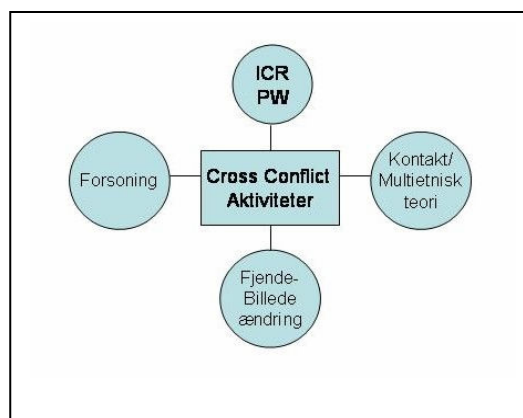 ICR
PW
Forsoning
Cross Conflict
Aktiviteter
Kontakt/
Multietnisk
teori
Fjende-
Billede
ændring